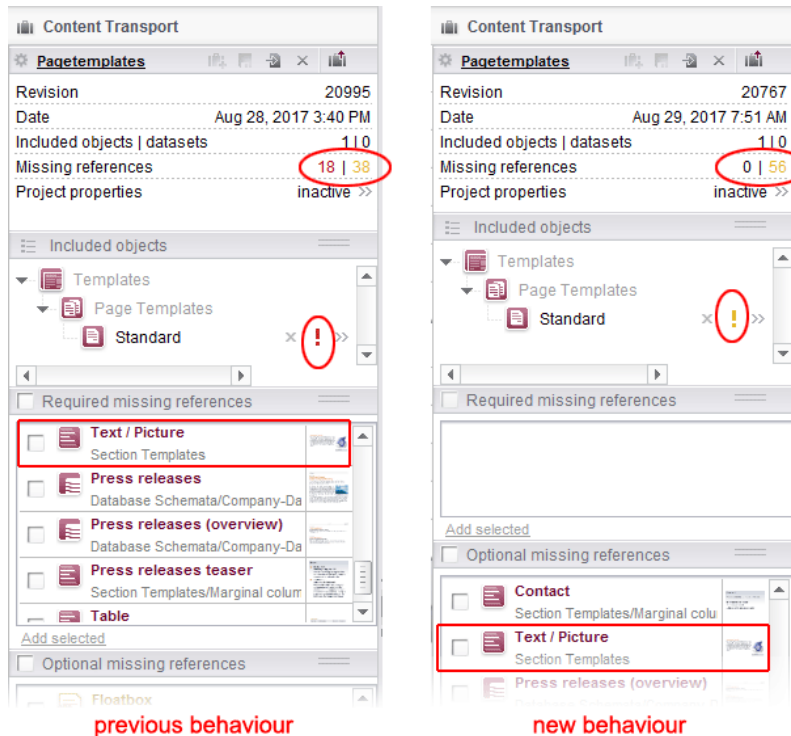 Content Transport
Pagetemplates
Revision 20995
Date Aug 28, 2017 3:40 PM
Included objects | datasets 1 | 0
Missing references 18 | 38
Project properties inactive >>
Included objects
Templates
Page Templates
Standard × ! >>
Required missing references
Text / Picture
Section Templates
Press releases
Database Schemata/Company-Da
Press releases (overview)
Database Schemata/Company-Da
Press releases teaser
Section Templates/Marginal colum
Table
Add selected
Optional missing references
Floatbox
previous behaviour
Content Transport
Pagetemplates
Revision 20767
Date Aug 29, 2017 7:51 AM
Included objects | datasets 1 | 0
Missing references 0 | 56
Project properties inactive >>
Included objects
Templates
Page Templates
Standard × ! >>
Required missing references
Add selected
Optional missing references
Contact
Section Templates/Marginal colu
Text / Picture
Section Templates
Press releases (overview)
new behaviour